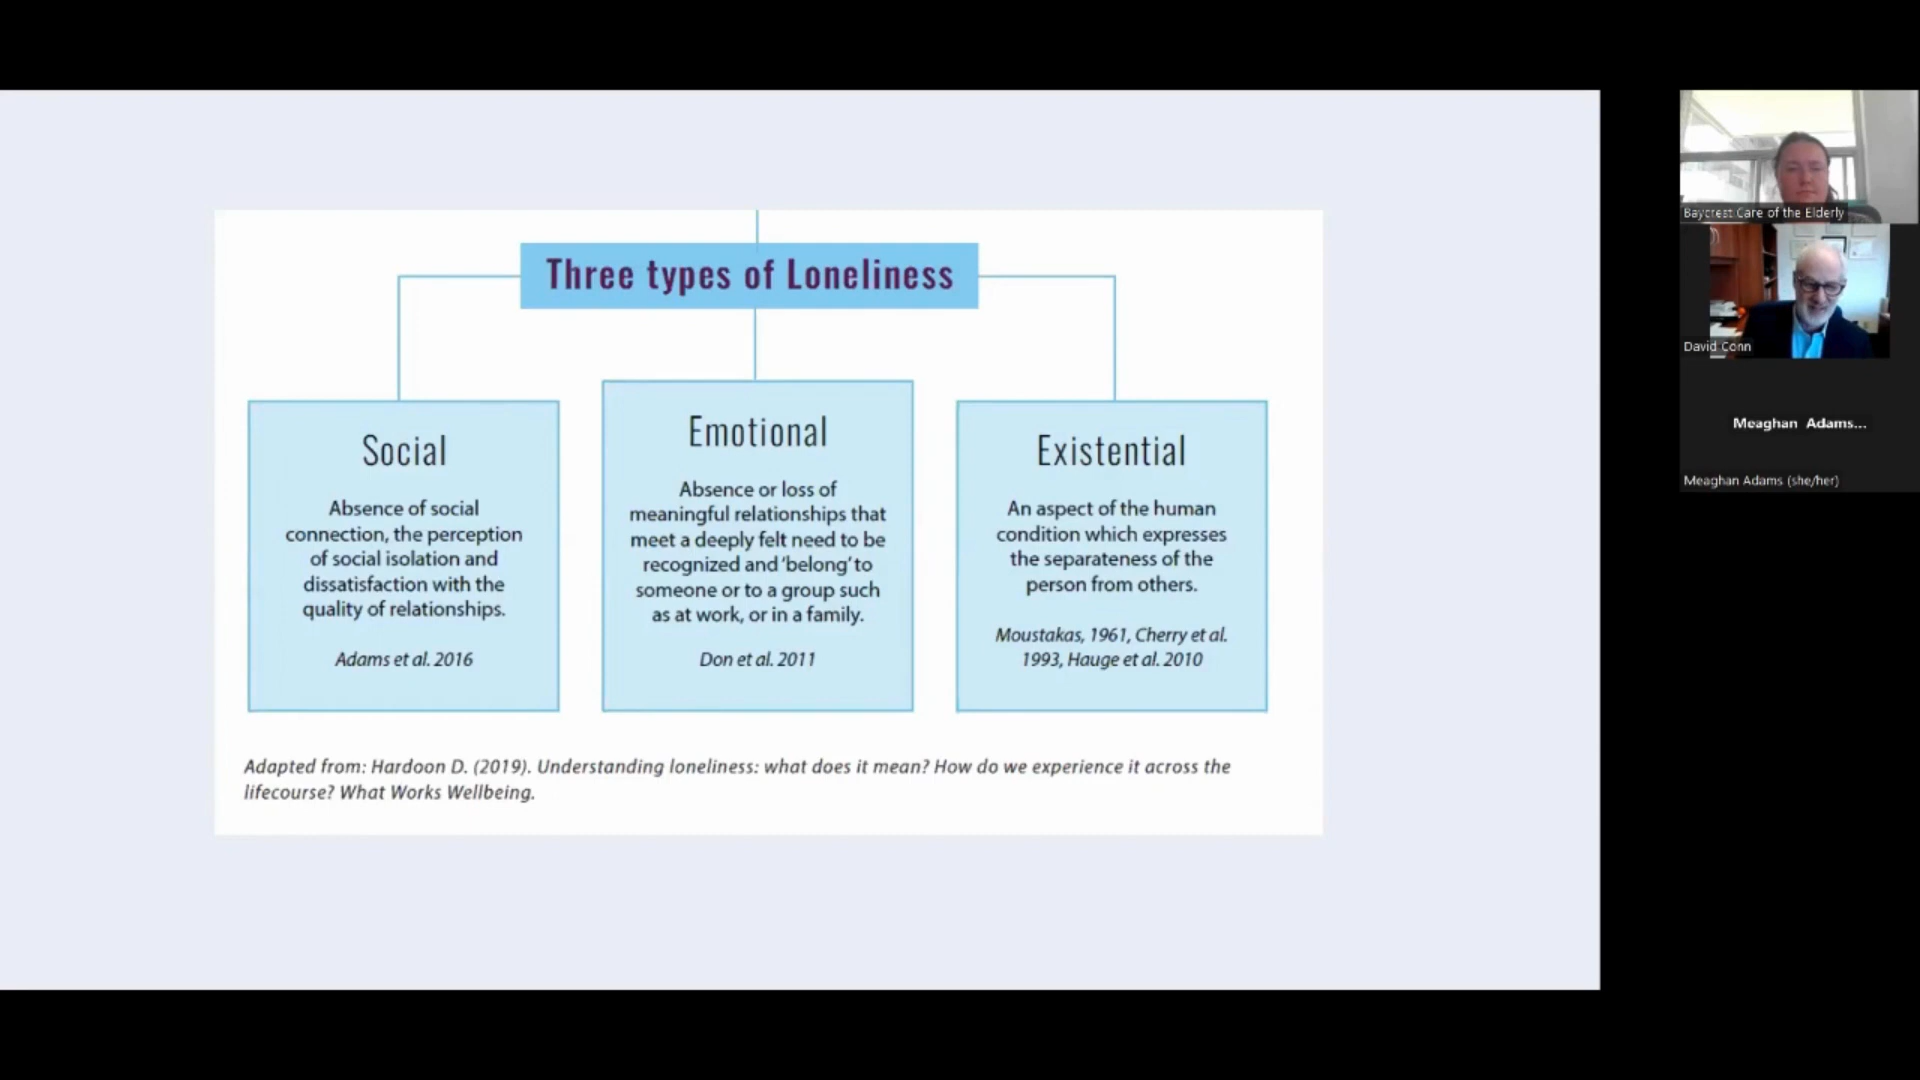 Three types of Loneliness
Social
Absence of social
connection, the perception
of social isolation and
dissatisfaction with the
quality of relationships.
Adams et al. 2016
Emotional
Absence or loss of
meaningful relationships that
meet a deeply felt need to be
recognized and ‘belong’ to
someone or to a group such
as at work, or in a family.
Don et al. 2011
Existential
An aspect of the human
condition which expresses
the separateness of the
person from others.
Moustakas, 1961, Cherry et al.
1993, Hauge et al. 2010
Adapted from: Hardoon D. (2019). Understanding loneliness: what does it mean? How do we experience it across the
lifecourse? What Works Wellbeing.
Baycrest Care of the Elderly
David Conn
Meaghan Adams...
Meaghan Adams (she/her)